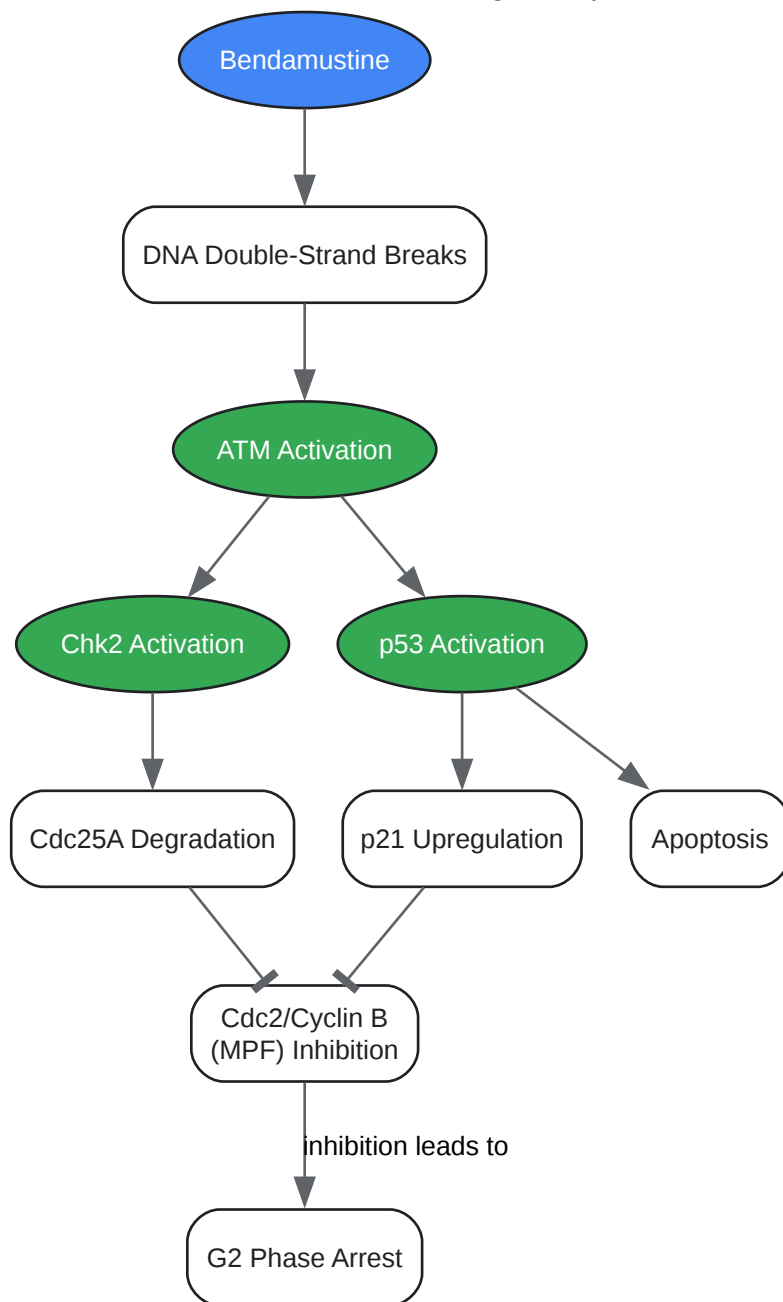 Bendamustine
DNA Double-Strand Breaks
ATM Activation
Chk2 Activation
p53 Activation
Cdc25A Degradation
p21 Upregulation
Apoptosis
Cdc2/Cyclin B
(MPF) Inhibition
inhibition leads to
G2 Phase Arrest